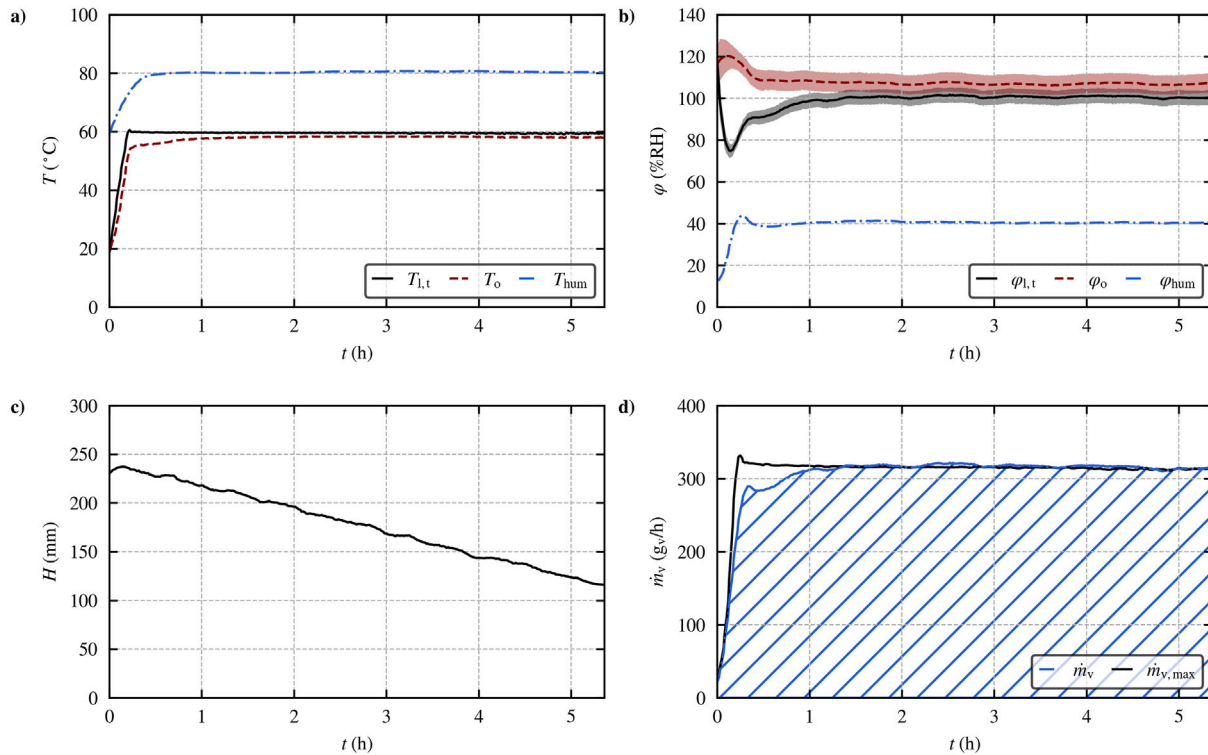 a)
100
80
60
40
20
0
T (°C)
T_l,t T_o T_hum
0 1 2 3 4 5
t (h)
b)
140
120
100
80
60
40
20
0
φ (%RH)
φ_l,t φ_o φ_hum
0 1 2 3 4 5
t (h)
c)
300
250
200
150
100
50
0
H (mm)
0 1 2 3 4 5
t (h)
d)
400
300
200
100
0
ṁ_v (g_v/h)
ṁ_v ṁ_v,max
0 1 2 3 4 5
t (h)